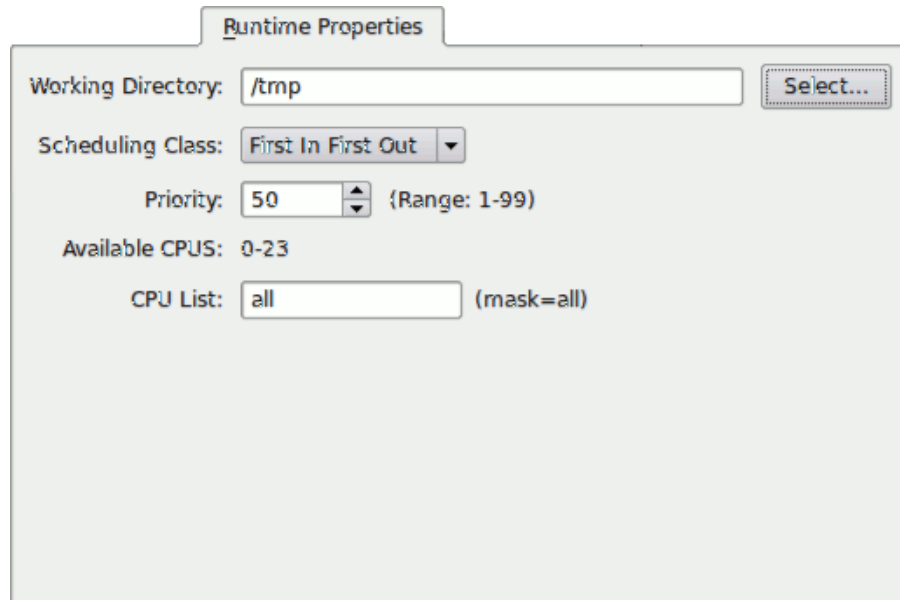 Runtime Properties
Working Directory: /tmp Select...
Scheduling Class: First In First Out
Priority: 50 (Range: 1-99)
Available CPUS: 0-23
CPU List: all (mask=all)